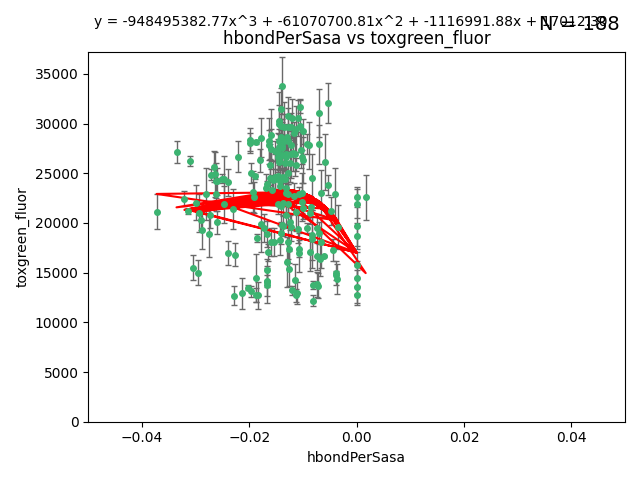 y = -948495382.77x^3 + -61070700.81x^2 + -1116991.88x +
N = 188
hbondPerSasa vs toxgreen_fluor
35000
30000
25000
20000
15000
10000
5000
0
toxgreen_fluor
-0.04 -0.02 0.00 0.02 0.04
hbondPerSasa